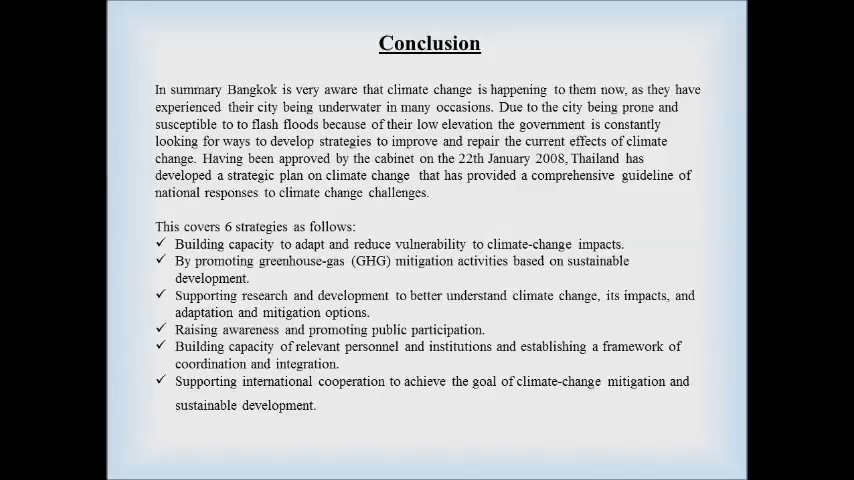 Conclusion
In summary Bangkok is very aware that climate change is happening to them now, as they have
experienced their city being underwater in many occasions. Due to the city being prone and
susceptible to to flash floods because of their low elevation the government is constantly
looking for ways to develop strategies to improve and repair the current effects of climate
change. Having been approved by the cabinet on the 22th January 2008, Thailand has
developed a strategic plan on climate change that has provided a comprehensive guideline of
national responses to climate change challenges.
This covers 6 strategies as follows:
✓ Building capacity to adapt and reduce vulnerability to climate-change impacts.
✓ By promoting greenhouse-gas (GHG) mitigation activities based on sustainable
development.
✓ Supporting research and development to better understand climate change, its impacts, and
adaptation and mitigation options.
✓ Raising awareness and promoting public participation.
✓ Building capacity of relevant personnel and institutions and establishing a framework of
coordination and integration.
✓ Supporting international cooperation to achieve the goal of climate-change mitigation and
sustainable development.